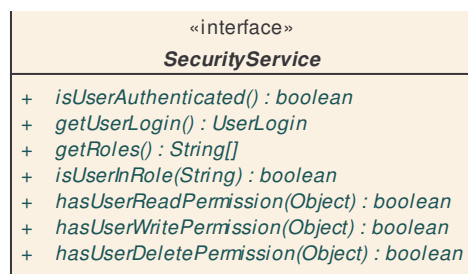 «interface»
SecurityService
+ isUserAuthenticated() : boolean
+ getUserLogin() : UserLogin
+ getRoles() : String[]
+ isUserInRole(String) : boolean
+ hasUserReadPermission(Object) : boolean
+ hasUserWritePermission(Object) : boolean
+ hasUserDeletePermission(Object) : boolean